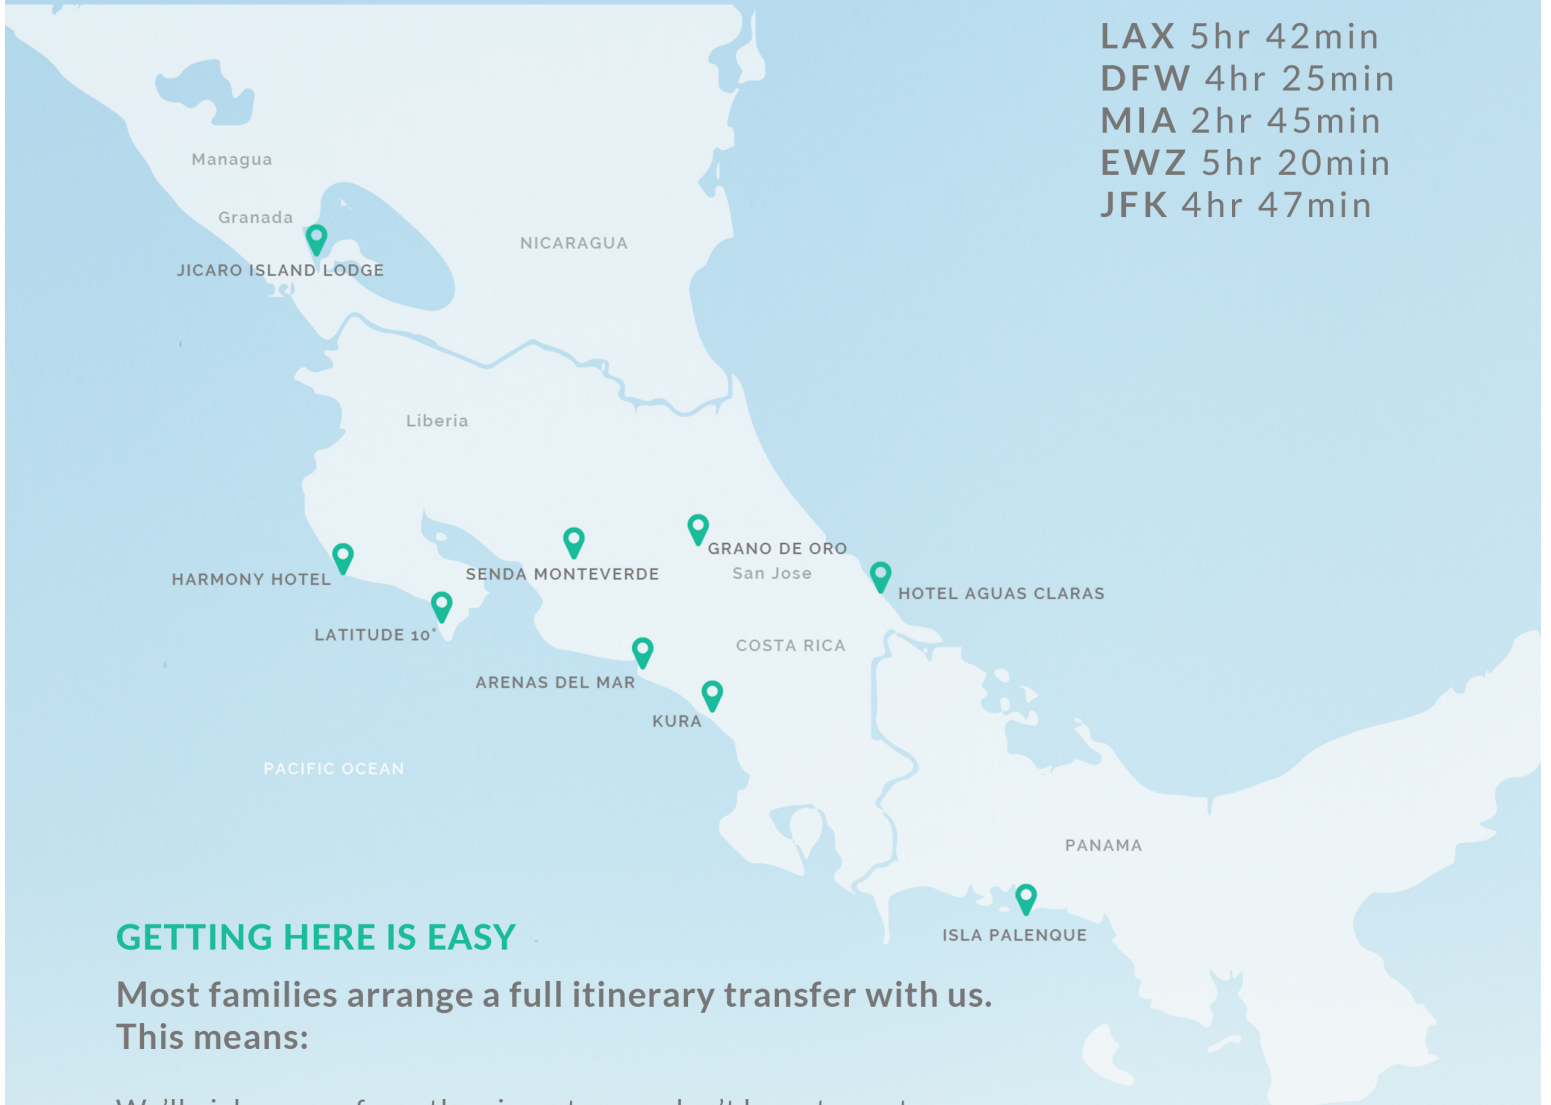 LAX 5hr 42min
DFW 4hr 25min
MIA 2hr 45min
EWZ 5hr 20min
JFK 4hr 47min
Managua
Granada
NICARAGUA
JICARO ISLAND LODGE
Liberia
GRANO DE ORO
SENDA MONTEVERDE
San Jose
HARMONY HOTEL
HOTEL AGUAS CLARAS
LATITUDE 10°
COSTA RICA
ARENAS DEL MAR
KURA
PACIFIC OCEAN
PANAMA
ISLA PALENQUE
GETTING HERE IS EASY
Most families arrange a full itinerary transfer with us.
This means: